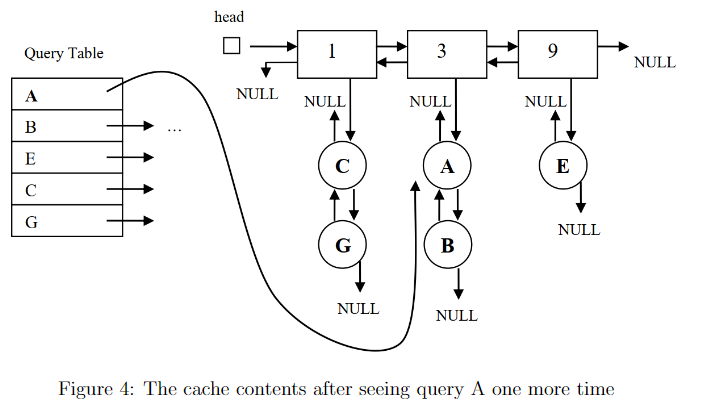 head
Query Table
1 3 9
NULL
NULL
A
NULL NULL NULL
B ...
E
C
G
C A E
NULL
G B
NULL NULL
Figure 4: The cache contents after seeing query A one more time